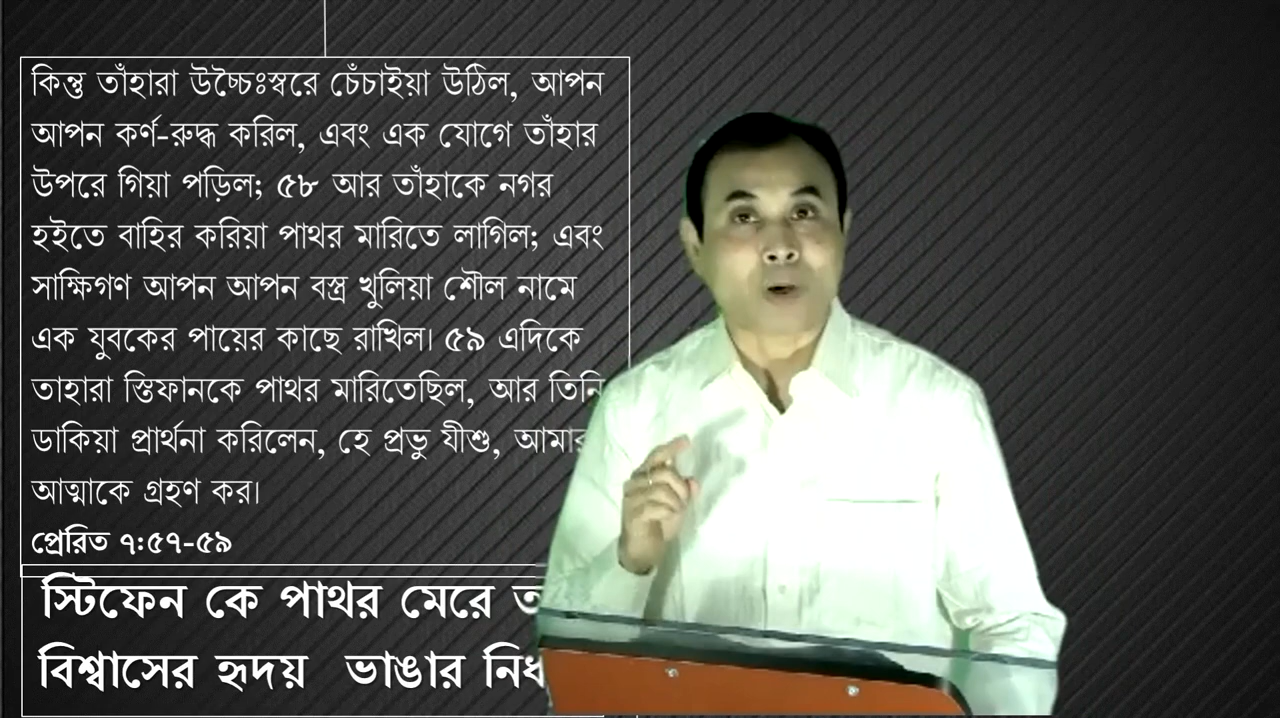 কিন্তু তাঁহারা উচ্চৈঃস্বরে চেঁচাইয়া উঠিল, আপন
আপন কর্ণ-রুদ্ধ করিল, এবং এক যোগে তাঁহার
উপরে গিয়া পড়িল; ৫৮ আর তাঁহাকে নগর
হইতে বাহির করিয়া পাথর মারিতে লাগিল; এবং
সাক্ষিগণ আপন আপন বস্ত্র খুলিয়া শৌল নামে
এক যুবকের পায়ের কাছে রাখিল। ৫৯ এদিকে
তাহারা স্তিফানকে পাথর মারিতেছিল, আর তিনি
ডাকিয়া প্রার্থনা করিলেন, হে প্রভু যীশু, আমার
আত্মাকে গ্রহণ কর।
প্রেরিত ৭:৫৭-৫৯
স্টিফেন কে পাথর মেরে
বিশ্বাসের হৃদয় ভাঙার